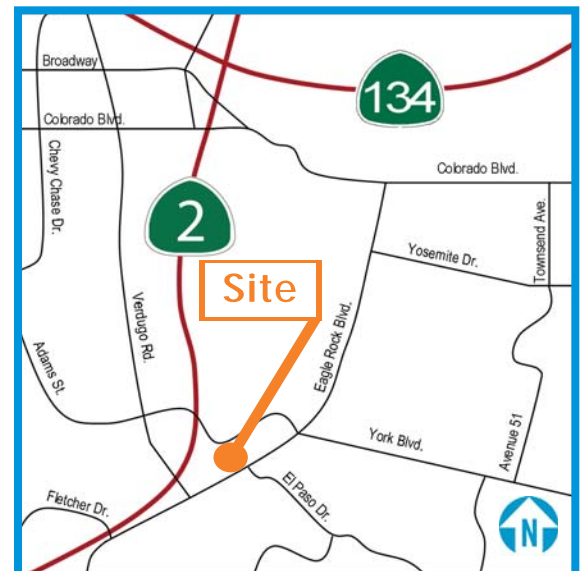 Broadway
134
Colorado Blvd.
Chevy Chase Dr.
Colorado Blvd.
Townsend Ave.
2
Yosemite Dr.
Site
Verdugo Rd.
Eagle Rock Blvd.
Adams St.
Avenue 51
York Blvd.
El Paso Dr.
Fletcher Dr.
N